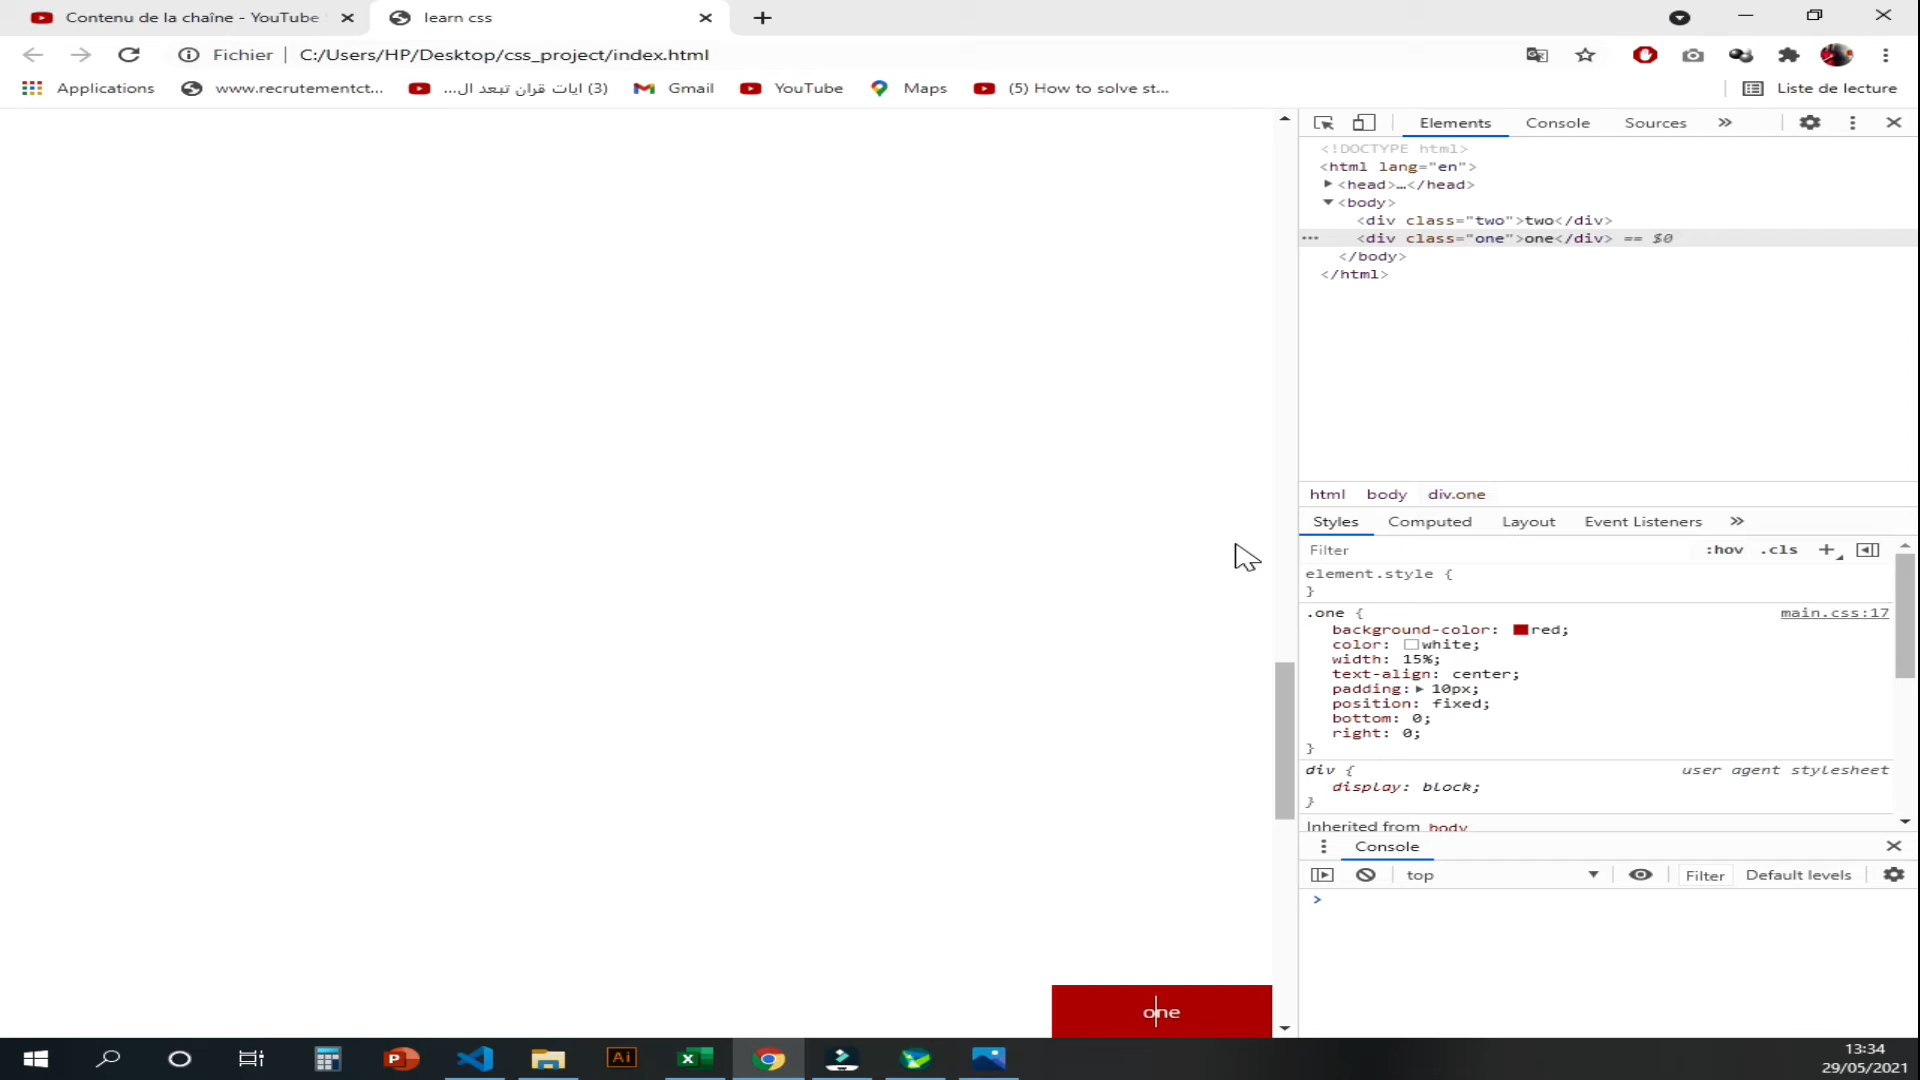 Contenu de la chaîne - YouTube
learn css
Fichier
C:/Users/HP/Desktop/css_project/index.html
Applications
www.recrutementct...
(3) ايات قران تبعد ال...
Gmail
YouTube
Maps
(5) How to solve st...
Liste de lecture
Elements Console Sources »
<!DOCTYPE html>
<html lang="en">
<head>…</head>
<body>
<div class="two">two</div>
<div class="one">one</div> == $0
</body>
</html>
html body div.one
Styles Computed Layout Event Listeners »
Filter :hov .cls +
element.style {
}
.one { main.css:17
background-color: red;
color: white;
width: 15%;
text-align: center;
padding: 10px;
position: fixed;
bottom: 0;
right: 0;
}
div { user agent stylesheet
display: block;
}
Inherited from body
Console
top Filter Default levels
>
one
13:34
29/05/2021